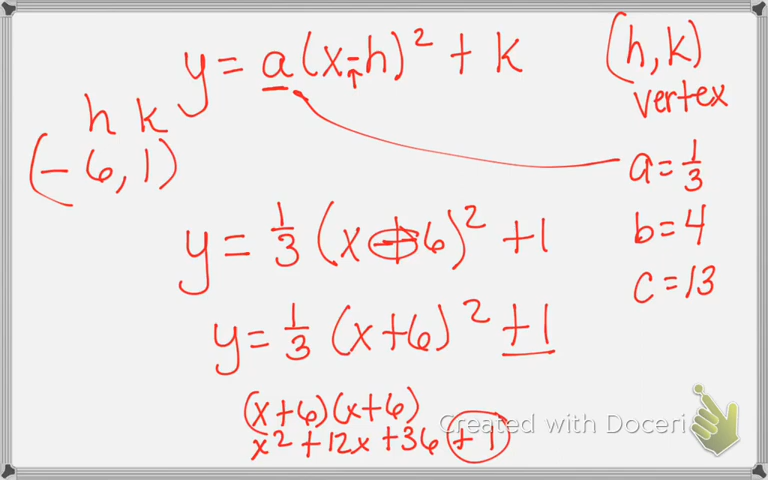 y = a(x-h)² + k
(h, k)
vertex
h k
(-6, 1)
a = 1/3
b = 4
c = 13
y = 1/3 (x - + 6)² + 1
y = 1/3 (x+6)² + 1
(x+6)(x+6)
x² + 12x + 36 + 1
Created with Doceri